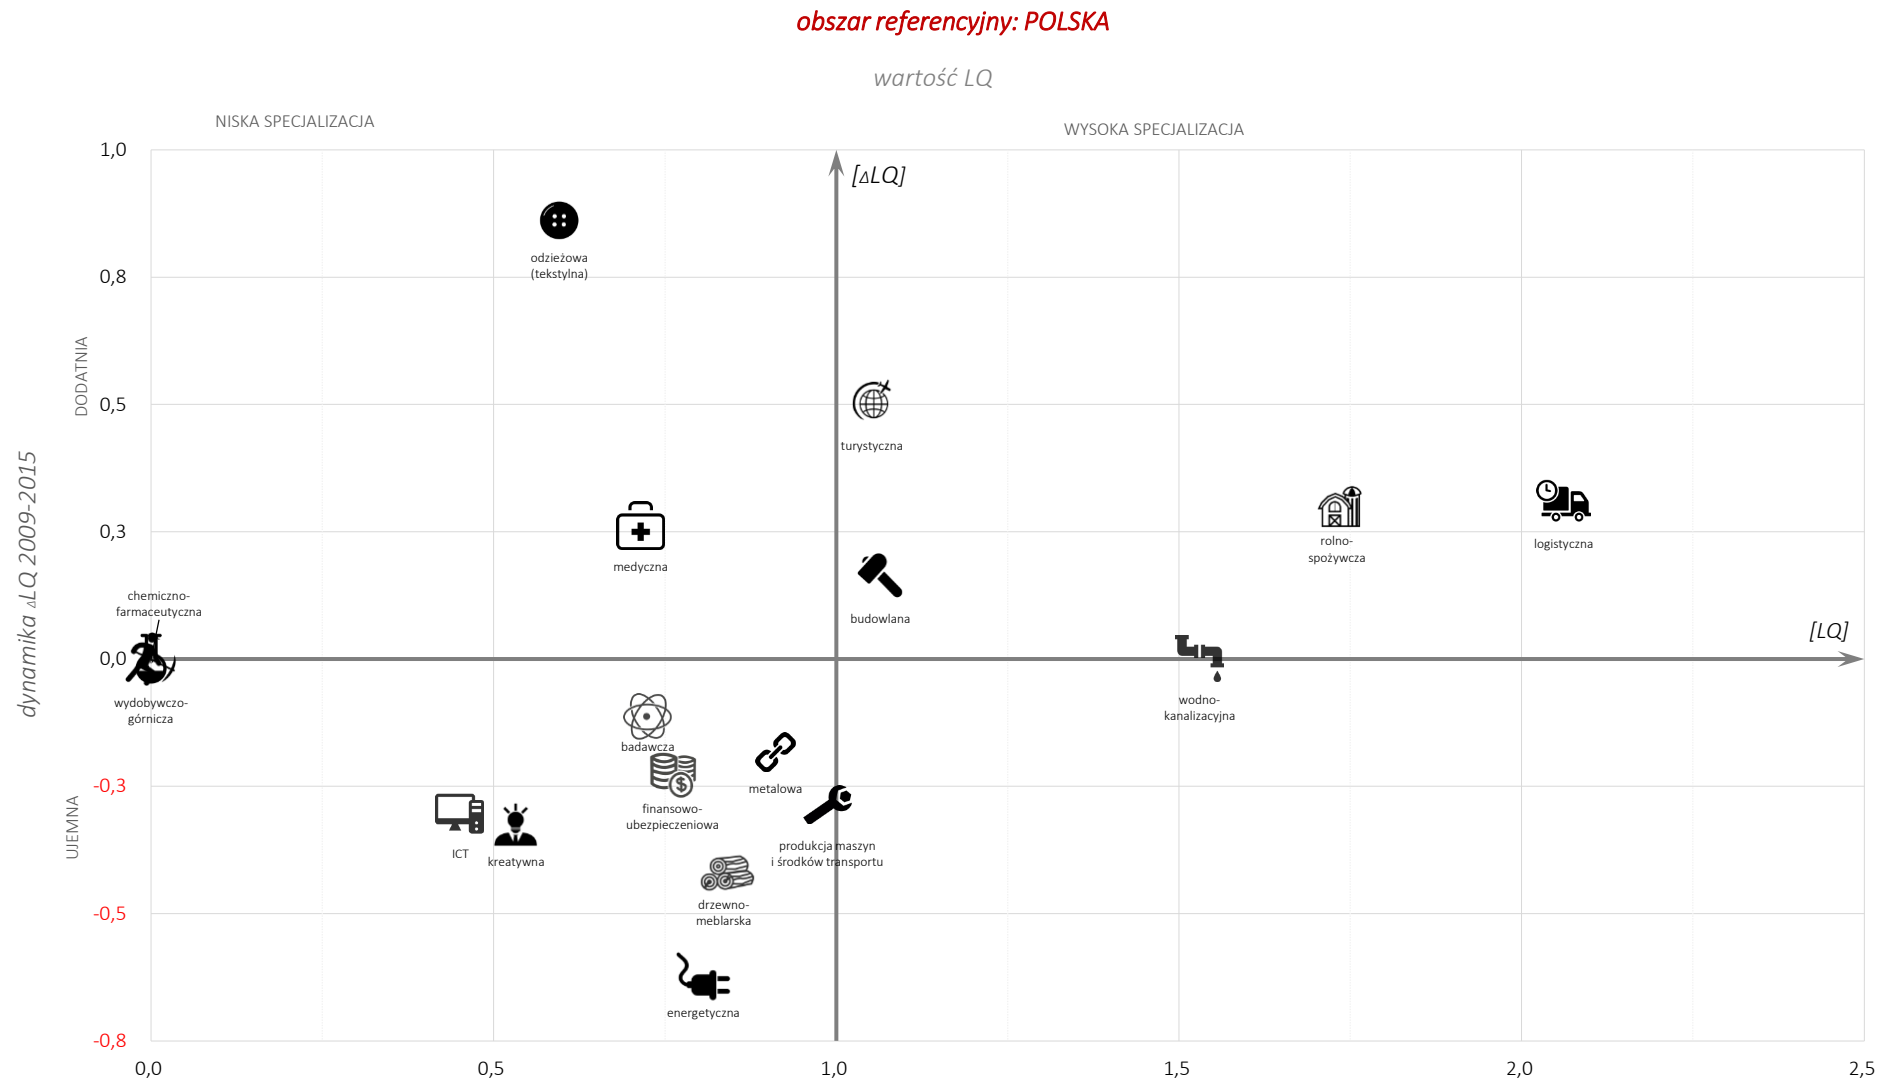 obszar referencyjny: POLSKA
wartość LQ
NISKA SPECJALIZACJA
WYSOKA SPECJALIZACJA
1,0
[ΔLQ]
odzieżowa
(tekstylna)
0,8
DODATNIA
0,5
turystyczna
0,3
medyczna
rolno-
spożywcza
logistyczna
budowlana
dynamika ΔLQ 2009-2015
chemiczno-
farmaceutyczna
[LQ]
0,0
wydobywczo-
górnicza
wodno-
kanalizacyjna
badawcza
-0,3
metalowa
finansowo-
ubezpieczeniowa
UJEMNA
ICT
kreatywna
produkcja maszyn
i środków transportu
drzewno-
meblarska
-0,5
energetyczna
-0,8
0,0
0,5
1,0
1,5
2,0
2,5